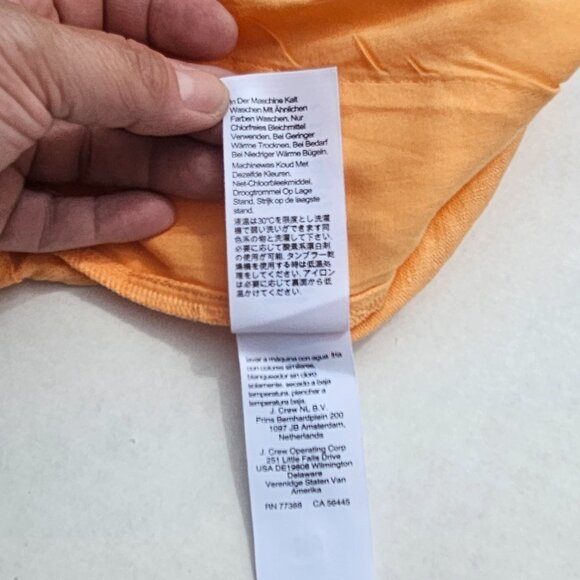 In Der Maschine Kalt
Waschen Mit Ähnlichen
Farben Waschen, Nur
Chlorfreies Bleichmittel
Verwenden, Bei Geringer
Wärme Trocknen, Bei Bedarf
Bei Niedriger Wärme Bügeln.
Machinewas Koud Met
Dezelfde Kleuren.
Niet-Chloorbleekmiddel.
Droogtrommel Op Lage
Stand. Strijk op de laagste
stand.
液温は30℃を限度とし洗濯
機で弱い洗いができます同
色系の物と洗濯して下さい.
必要に応じて酸素系漂白剤
の使用が可能. タンブラー乾
燥機を使用する時は低温処
理をしてください. アイロン
は必要に応じて裏面から低
温がけてください.
lavar a máquina con agua fría
con colores similares,
blanqueador sin cloro
solamente, secado a baja
temperatura, planchar a
temperatura baja.
J. Crew NL B.V.
Prins Bernhardplein 200
1097 JB Amsterdam,
Netherlands
J. Crew Operating Corp
251 Little Falls Drive
USA DE19808 Wilmington
Delaware
Verenidge Staten Van
Amerika
RN 77388 CA 56445